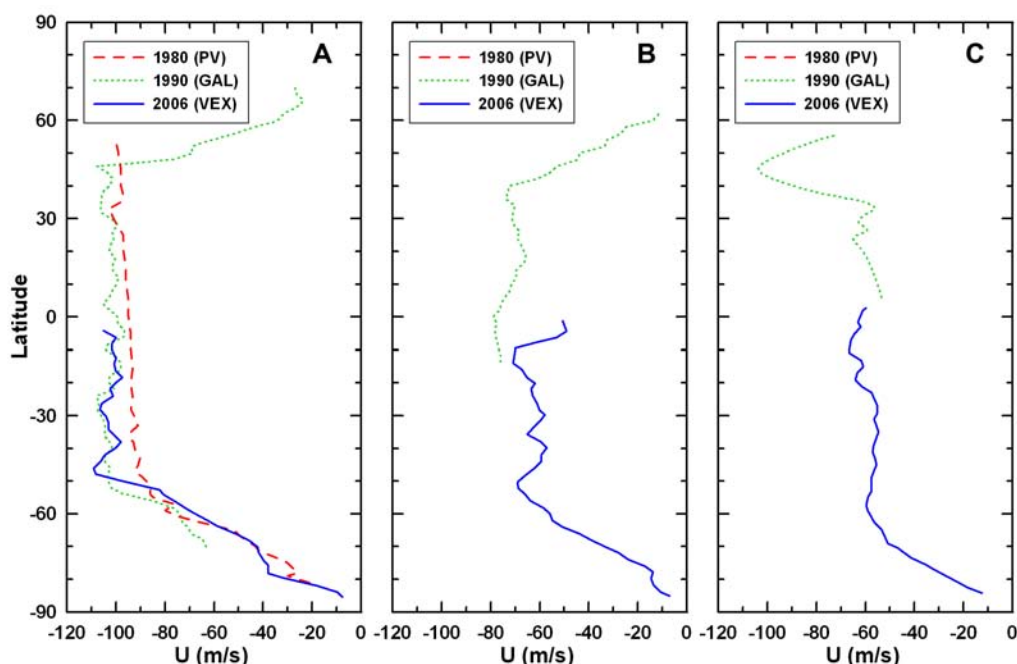 1980 (PV)
1990 (GAL)
2006 (VEX)
A
1980 (PV)
1990 (GAL)
2006 (VEX)
B
1980 (PV)
1990 (GAL)
2006 (VEX)
C
90
60
30
0
-30
-60
-90
Latitude
-120 -100 -80 -60 -40 -20 0
-120 -100 -80 -60 -40 -20 0
-120 -100 -80 -60 -40 -20 0
U (m/s)
U (m/s)
U (m/s)